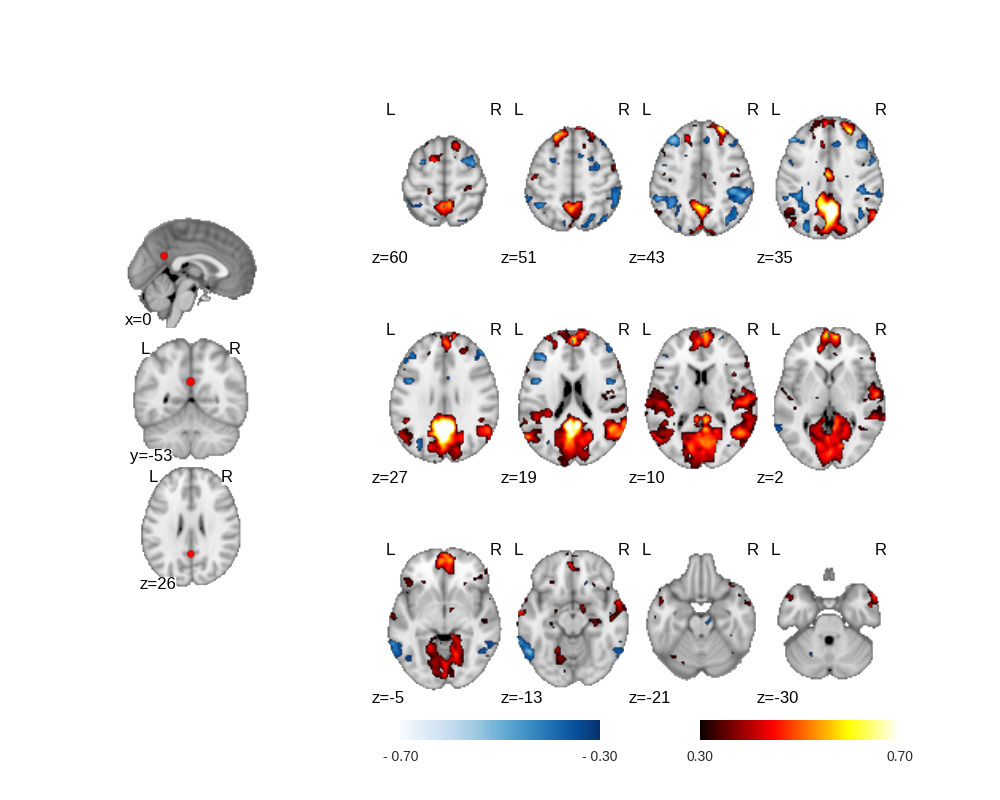 L R L R L R L R
z=60 z=51 z=43 z=35
x=0
L R L R L R L R
L R
z=27 z=19 z=10 z=2
y=-53
L R
z=26
L R L R L R L R
z=-5 z=-13 z=-21 z=-30
- 0.70 - 0.30 0.30 0.70